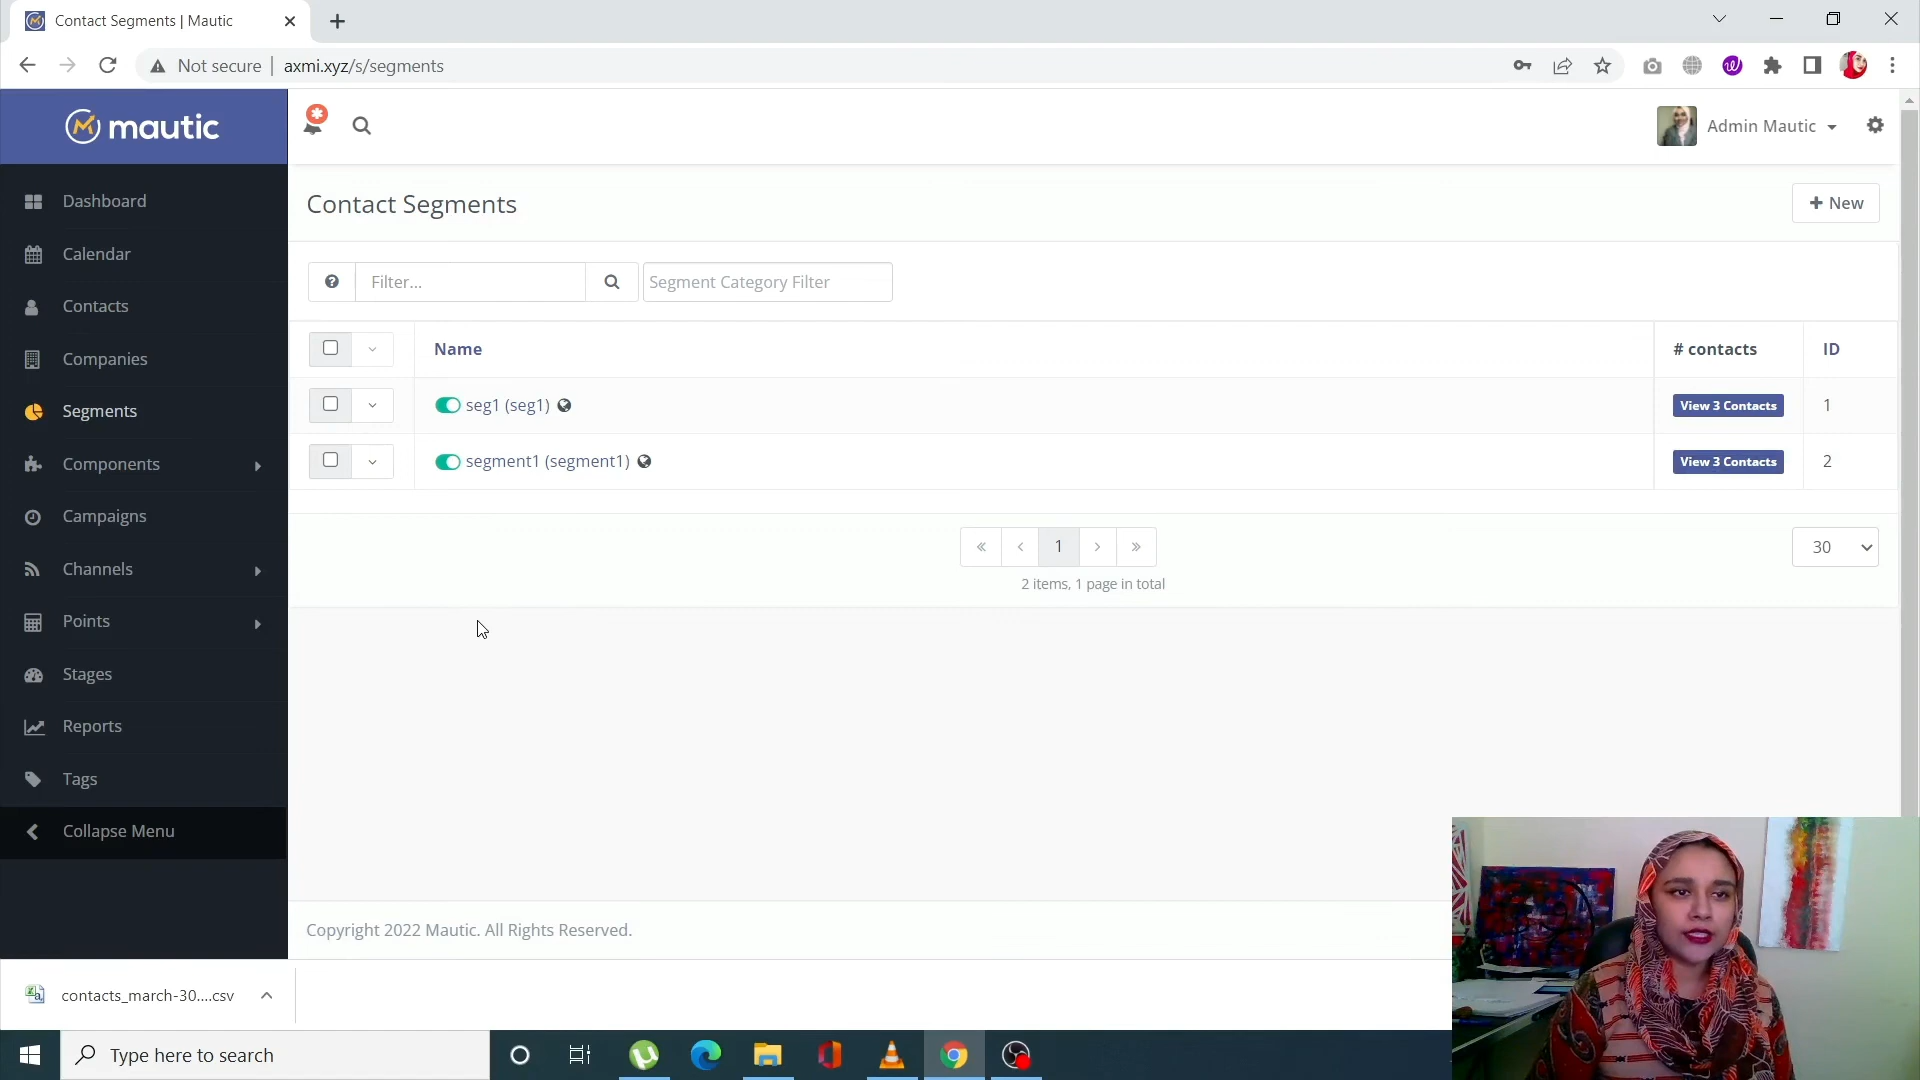 Contact Segments | Mautic
Not secure | axmi.xyz/s/segments
mautic
Admin Mautic
Dashboard
Calendar
Contacts
Companies
Segments
Components
Campaigns
Channels
Points
Stages
Reports
Tags
Collapse Menu
Contact Segments
+ New
Filter...
Segment Category Filter
Name
# contacts
ID
seg1 (seg1)
View 3 Contacts
1
segment1 (segment1)
View 3 Contacts
2
« ‹ 1 › »
30
2 items, 1 page in total
Copyright 2022 Mautic. All Rights Reserved.
contacts_march-30....csv
Type here to search